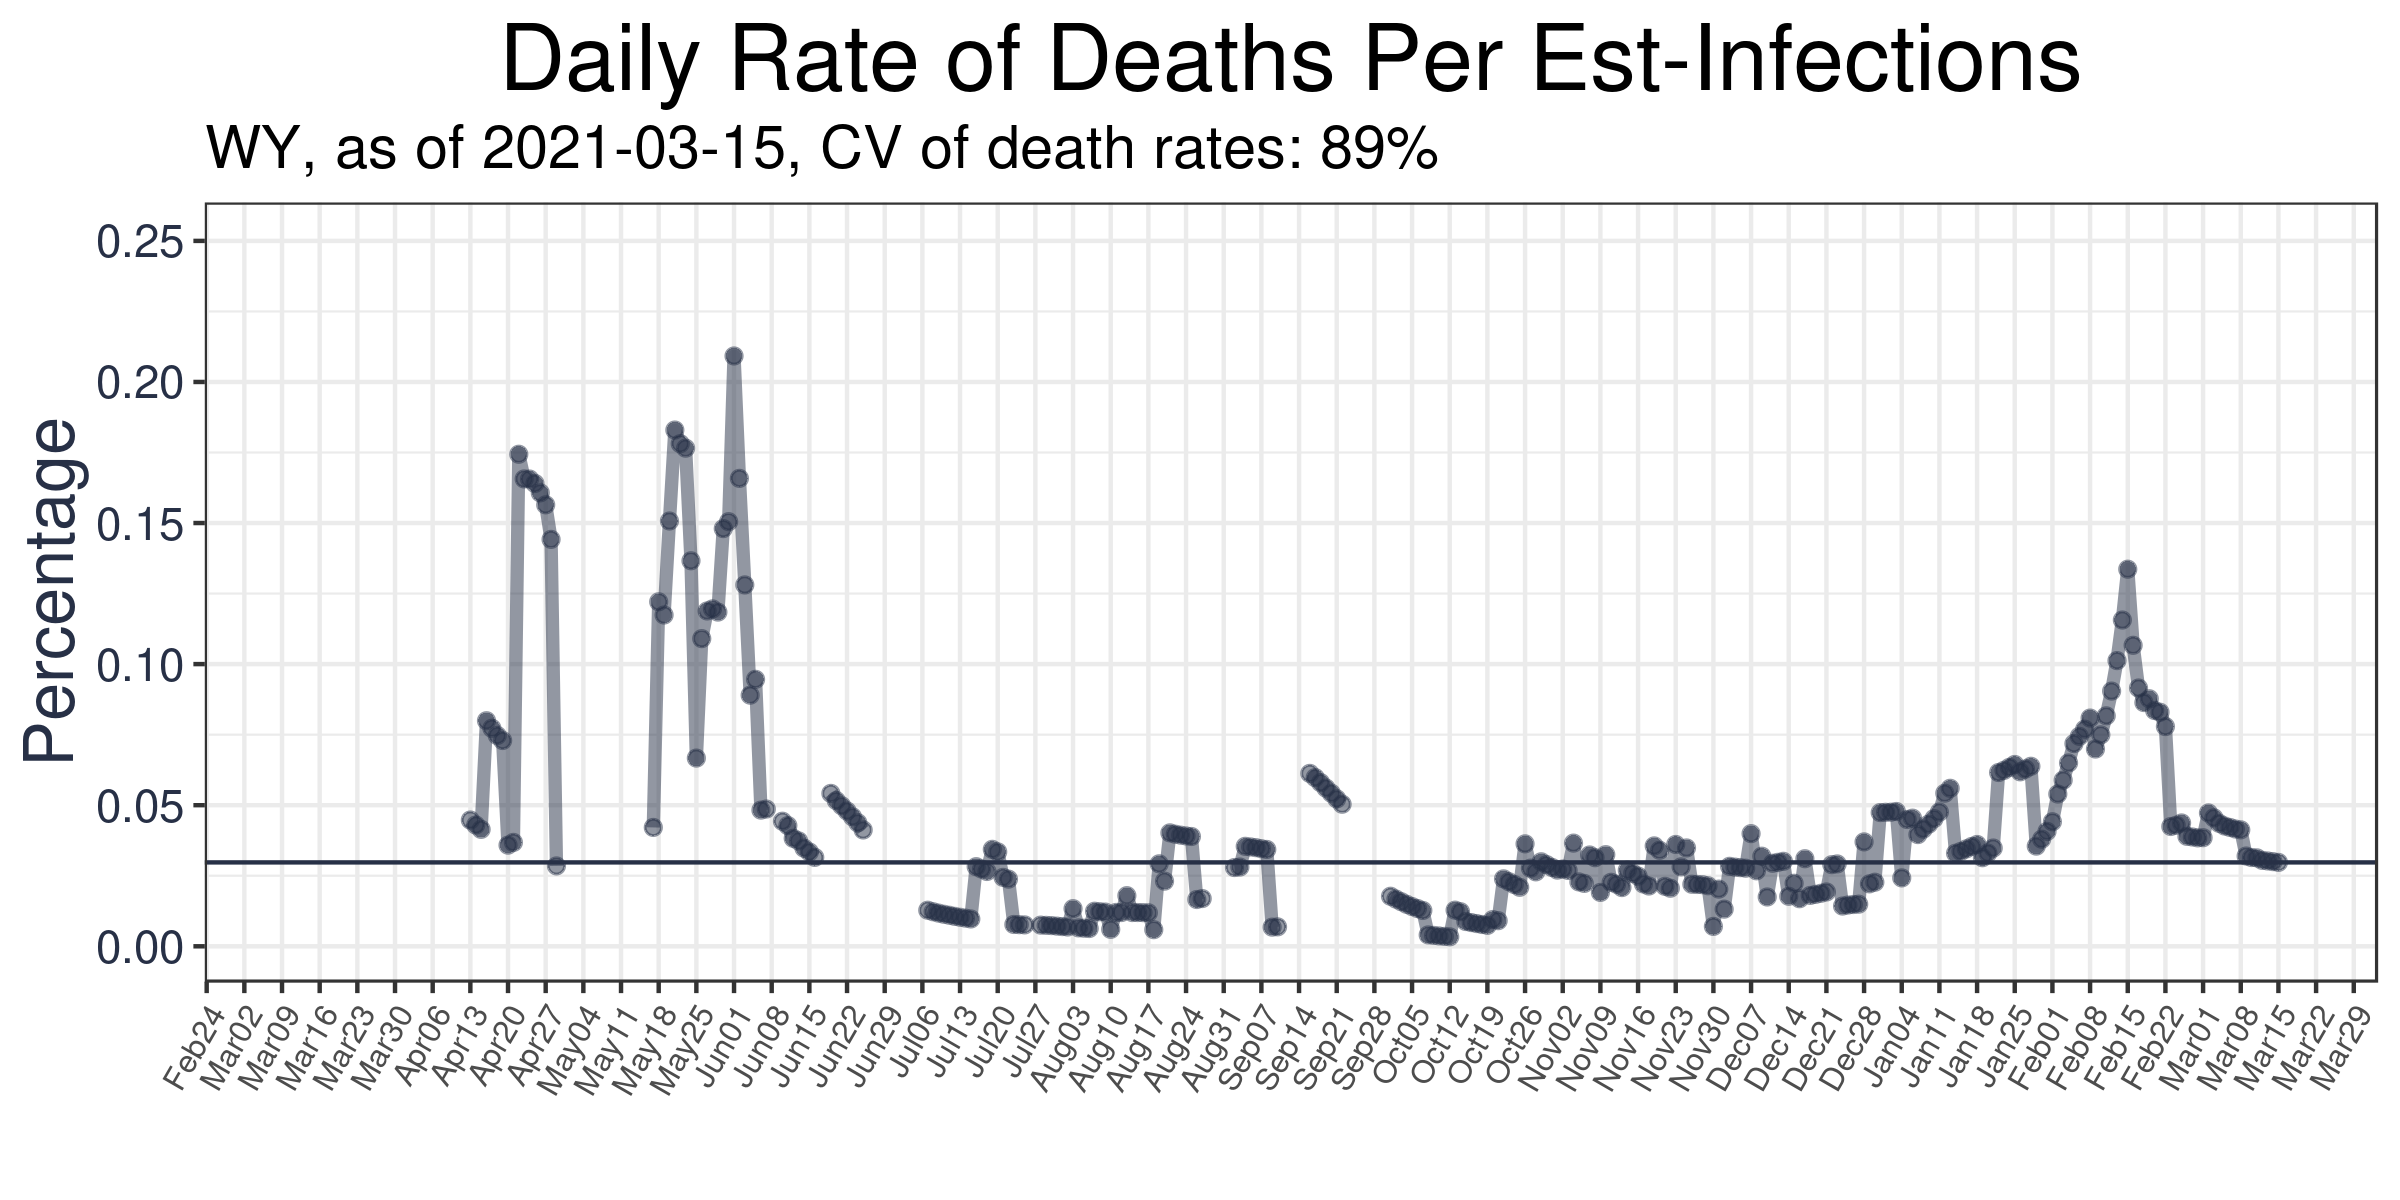 Daily Rate of Deaths Per Est-Infections
WY, as of 2021-03-15, CV of death rates: 89%
Percentage
0.25
0.20
0.15
0.10
0.05
0.00
Feb24
Mar02
Mar09
Mar16
Mar23
Mar30
Apr06
Apr13
Apr20
Apr27
May04
May11
May18
May25
Jun01
Jun08
Jun15
Jun22
Jun29
Jul06
Jul13
Jul20
Jul27
Aug03
Aug10
Aug17
Aug24
Aug31
Sep07
Sep14
Sep21
Sep28
Oct05
Oct12
Oct19
Oct26
Nov02
Nov09
Nov16
Nov23
Nov30
Dec07
Dec14
Dec21
Dec28
Jan04
Jan11
Jan18
Jan25
Feb01
Feb08
Feb15
Feb22
Mar01
Mar08
Mar15
Mar22
Mar29